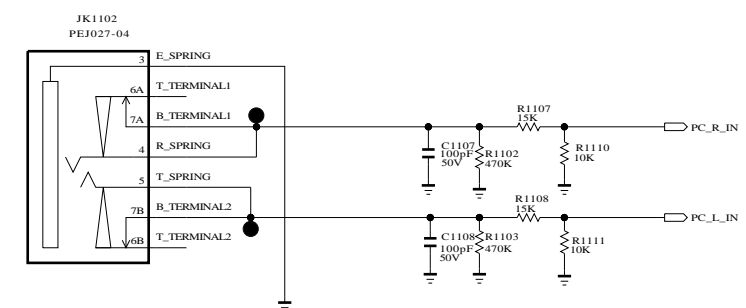 JK1102
PEJ027-04
3 E_SPRING
6A T_TERMINAL1
7A B_TERMINAL1
4 R_SPRING
5 T_SPRING
7B B_TERMINAL2
6B T_TERMINAL2
R1107
15K
PC_R_IN
C1107
100pF
50V
R1102
470K
R1110
10K
R1108
15K
PC_L_IN
C1108
100pF
50V
R1103
470K
R1111
10K